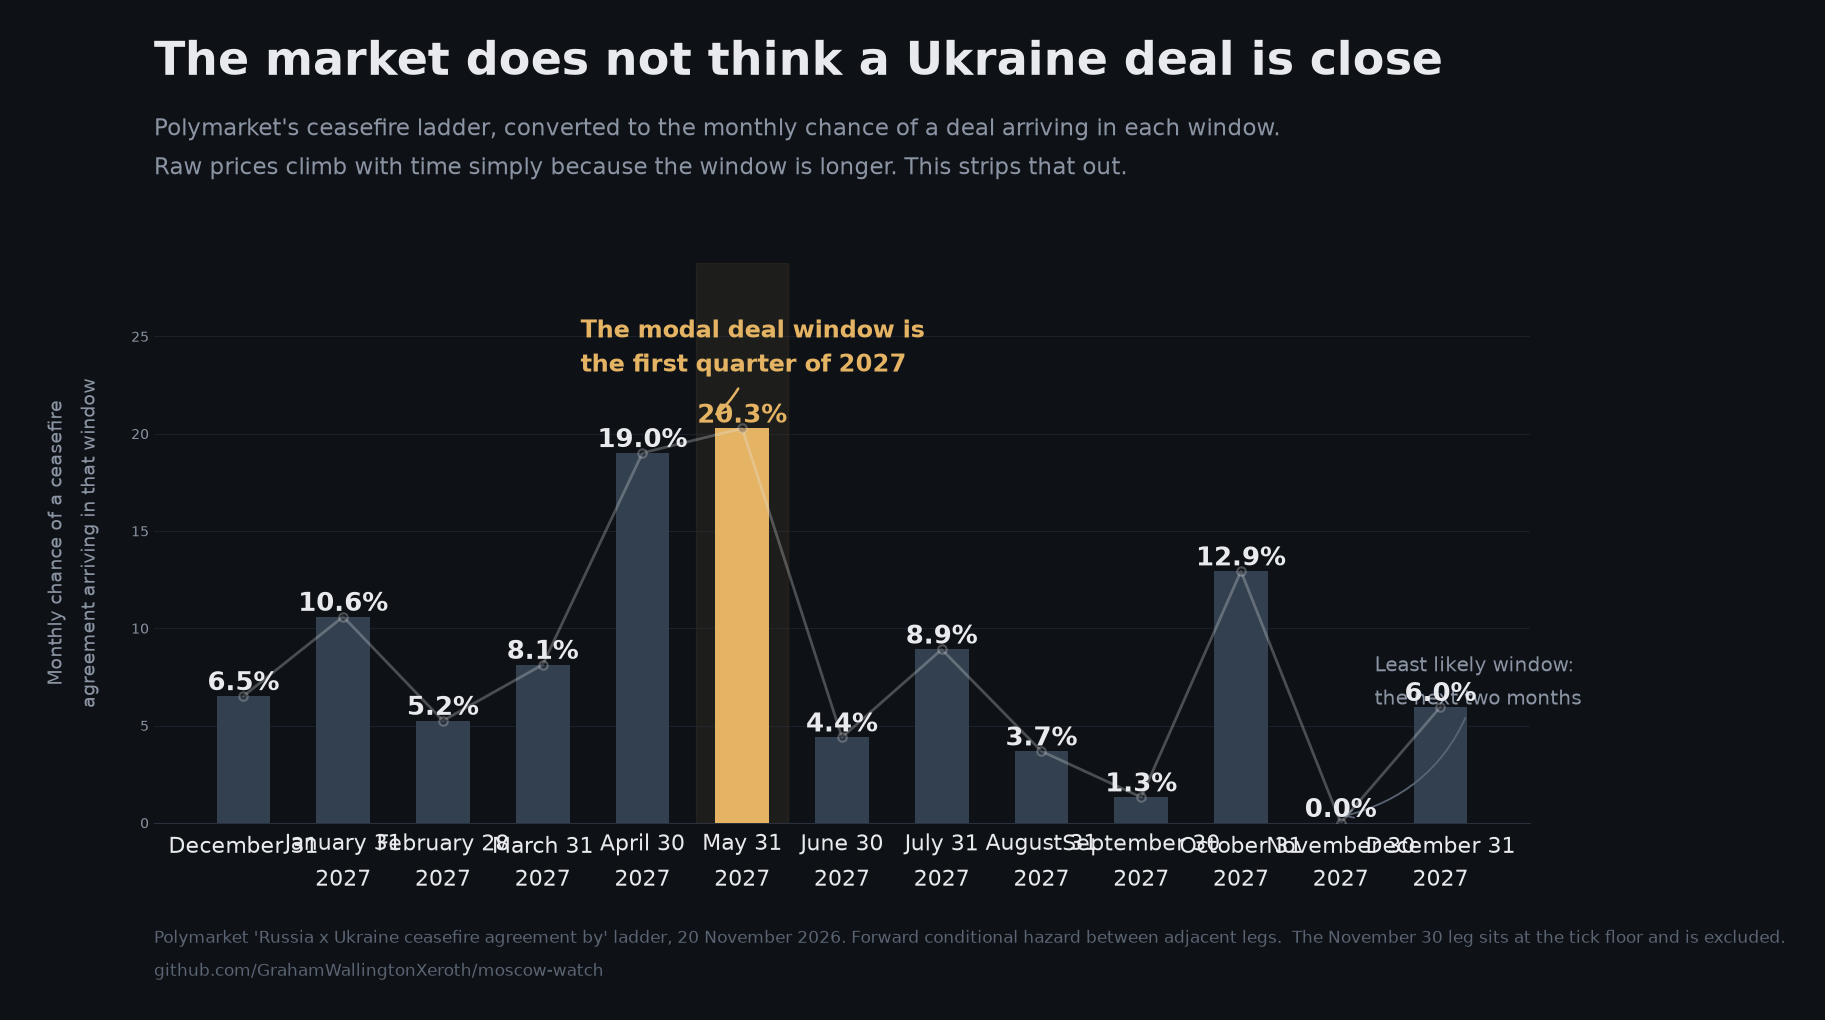 The market does not think a Ukraine deal is close
Polymarket's ceasefire ladder, converted to the monthly chance of a deal arriving in each window.
Raw prices climb with time simply because the window is longer. This strips that out.
Monthly chance of a ceasefire
agreement arriving in that window
25
20
15
10
5
0
The modal deal window is
the first quarter of 2027
6.5%
10.6%
5.2%
8.1%
19.0%
20.3%
4.4%
8.9%
3.7%
1.3%
12.9%
0.0%
6.0%
Least likely window:
the next two months
December 31
January 31
2027
February 28
2027
March 31
2027
April 30
2027
May 31
2027
June 30
2027
July 31
2027
August 31
2027
September 30
2027
October 31
2027
November 30
2027
December 31
2027
Polymarket 'Russia x Ukraine ceasefire agreement by' ladder, 20 November 2026. Forward conditional hazard between adjacent legs.  The November 30 leg sits at the tick floor and is excluded.
github.com/GrahamWallingtonXeroth/moscow-watch